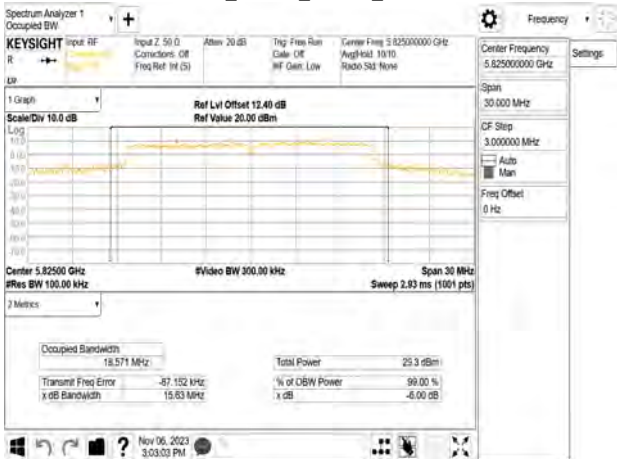 Spectrum Analyzer 1
Occupied BW
Frequency
KEYSIGHT Input: RF
R
Input Z: 50 Ω
Corrections: Off
Freq Ref: Int (S)
Atten: 20 dB
Trig: Free Run
Gate: Off
#IF Gain: Low
Center Freq: 5.825000000 GHz
Avg|Hold: 10/10
Radio Std: None
Center Frequency
5.825000000 GHz
Settings
Span
30.000 MHz
CF Step
3.000000 MHz
Auto
Man
Freq Offset
0 Hz
1 Graph
Scale/Div 10.0 dB
Ref Lvl Offset 12.40 dB
Ref Value 20.00 dBm
Log
10.0
0.00
Center 5.82500 GHz
#Res BW 100.00 kHz
#Video BW 300.00 kHz
Span 30 MHz
Sweep 2.93 ms (1001 pts)
2 Metrics
Occupied Bandwidth
18.571 MHz
Total Power
25.3 dBm
Transmit Freq Error
-67.152 kHz
% of OBW Power
99.00 %
x dB Bandwidth
15.63 MHz
x dB
-6.00 dB
?
Nov 06, 2023
3:03:03 PM